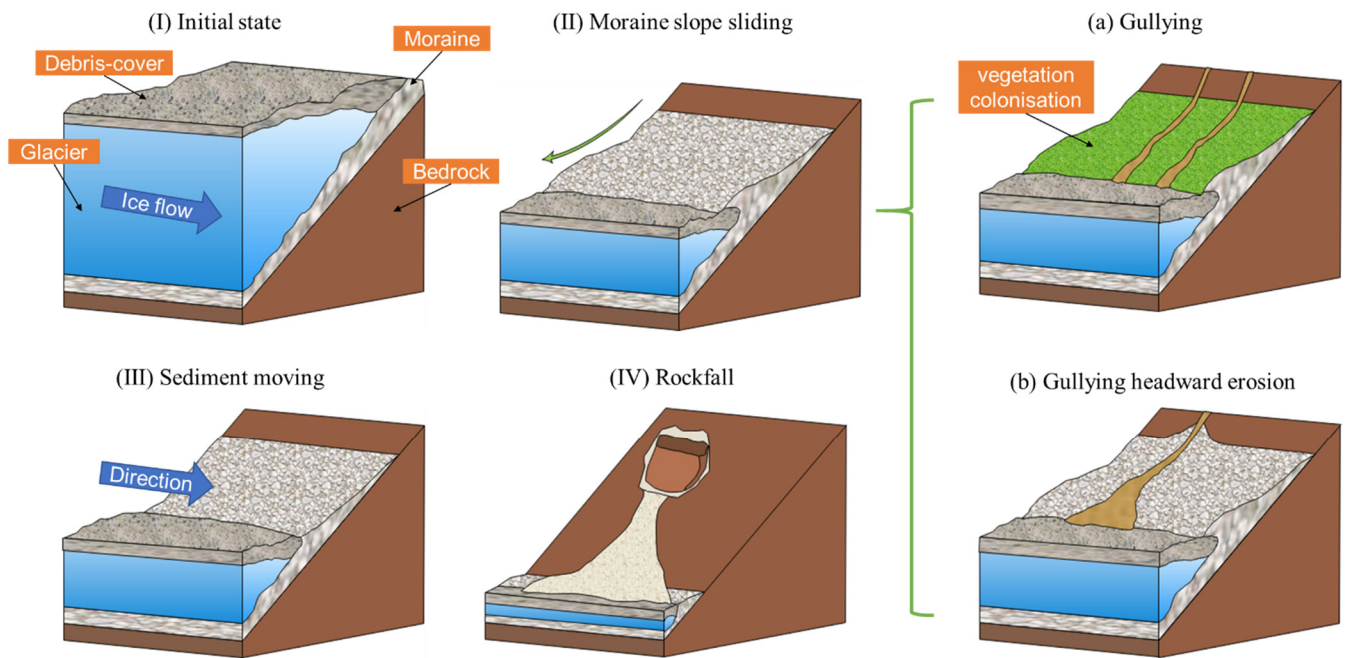 (I) Initial state
Debris-cover
Moraine
Glacier
Ice flow
Bedrock
(II) Moraine slope sliding
(a) Gullying
vegetation
colonisation
(III) Sediment moving
Direction
(IV) Rockfall
(b) Gullying headward erosion